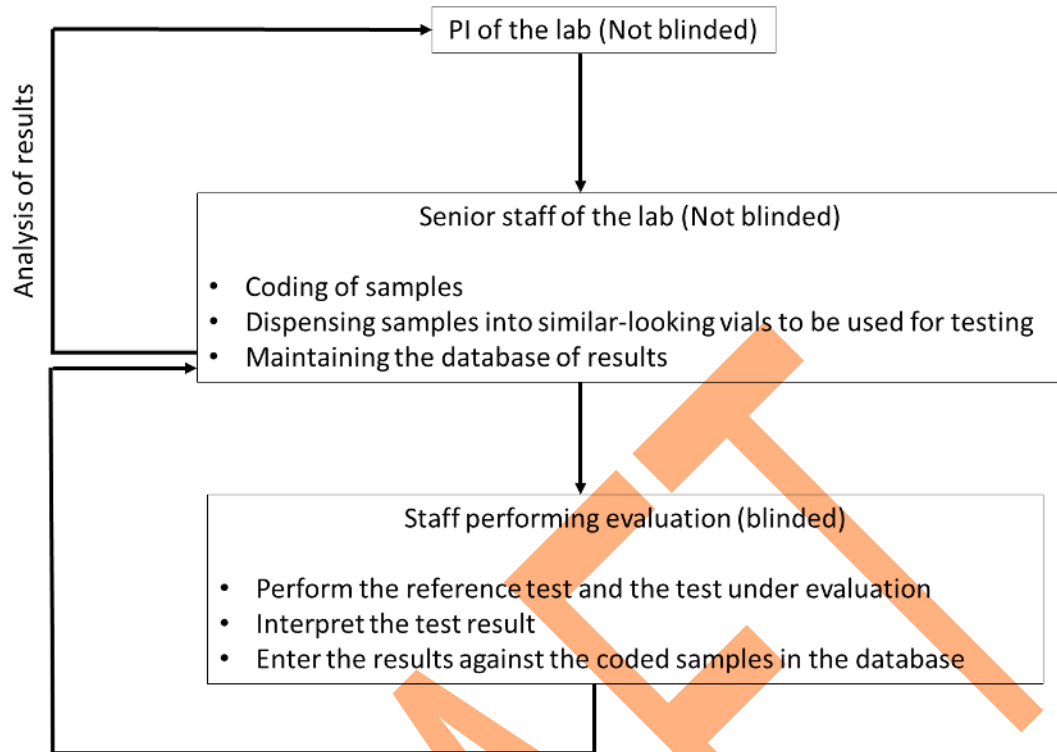 PI of the lab (Not blinded)
Analysis of results
Senior staff of the lab (Not blinded)
• Coding of samples
• Dispensing samples into similar-looking vials to be used for testing
• Maintaining the database of results
Staff performing evaluation (blinded)
• Perform the reference test and the test under evaluation
• Interpret the test result
• Enter the results against the coded samples in the database